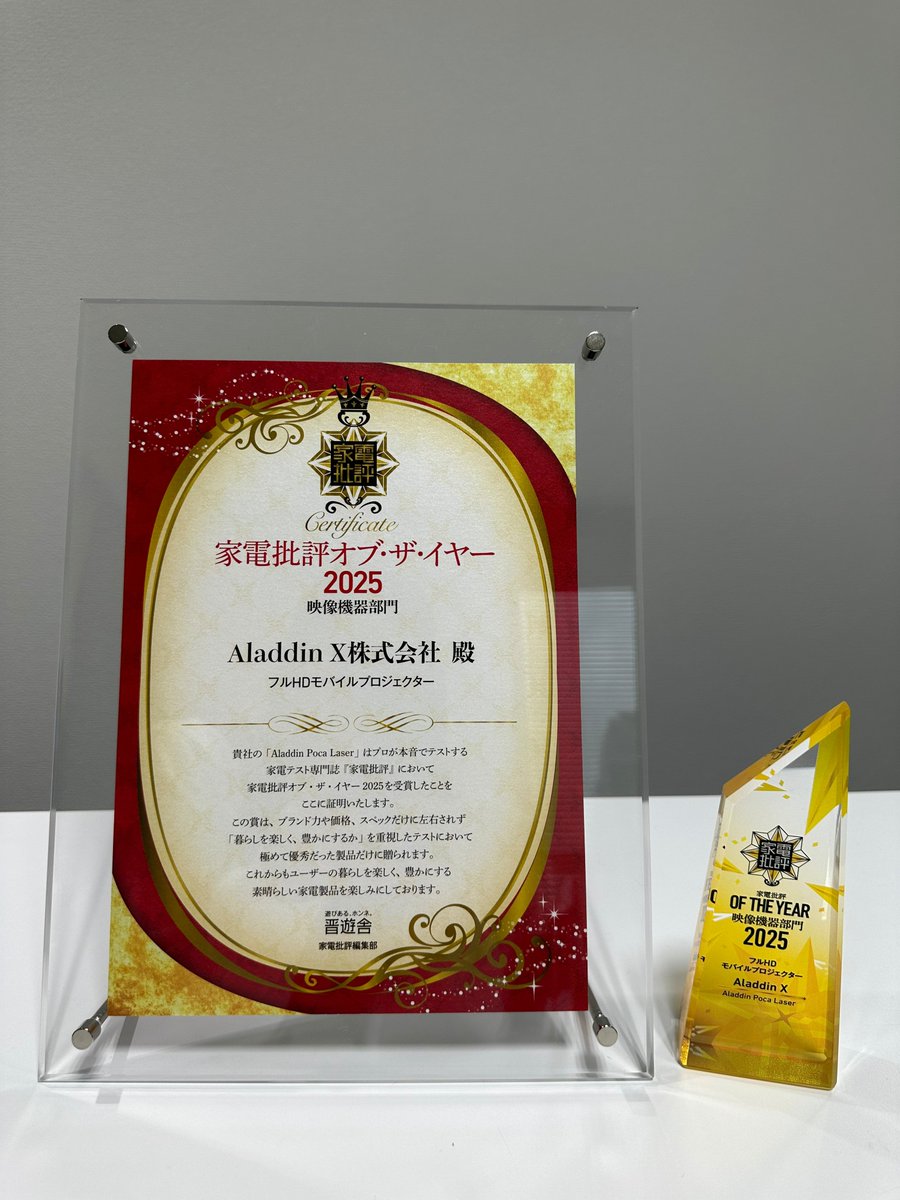 家電
批評
Certificate
家電批評オブ・ザ・イヤー
2025
映像機器部門
Aladdin X株式会社 殿
フルHDモバイルプロジェクター
貴社の「Aladdin Poca Laser」はプロが本音でテストする
家電テスト専門誌『家電批評』において
家電批評オブ・ザ・イヤー 2025を受賞したことを
ここに証明いたします。
この賞は、ブランド力や価格、スペックだけに左右されず
「暮らしを楽しく、豊かにするか」を重視したテストにおいて
極めて優秀だった製品だけに贈られます。
これからもユーザーの暮らしを楽しく、豊かにする
素晴らしい家電製品を楽しみにしております。
遊びある、ホンネ。
晋遊舎
家電批評編集部
家電
批評
家電批評
OF THE YEAR
映像機器部門
2025
フルHD
モバイルプロジェクター
Aladdin X
Aladdin Poca Laser